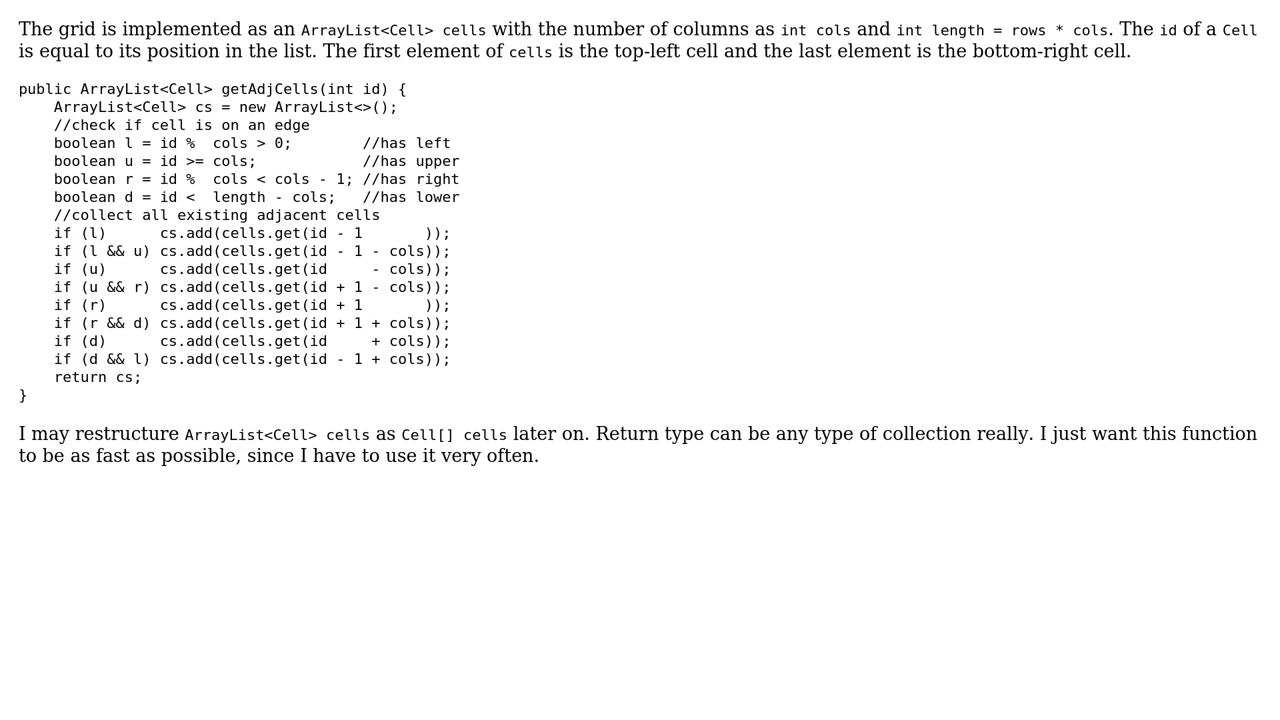 The grid is implemented as an ArrayList<Cell> cells with the number of columns as int cols and int length = rows * cols. The id of a Cell
is equal to its position in the list. The first element of cells is the top-left cell and the last element is the bottom-right cell.
public ArrayList<Cell> getAdjCells(int id) {
    ArrayList<Cell> cs = new ArrayList<>();
    //check if cell is on an edge
    boolean l = id %  cols > 0;        //has left
    boolean u = id >= cols;            //has upper
    boolean r = id %  cols < cols - 1; //has right
    boolean d = id <  length - cols;   //has lower
    //collect all existing adjacent cells
    if (l)      cs.add(cells.get(id - 1       ));
    if (l && u) cs.add(cells.get(id - 1 - cols));
    if (u)      cs.add(cells.get(id     - cols));
    if (u && r) cs.add(cells.get(id + 1 - cols));
    if (r)      cs.add(cells.get(id + 1       ));
    if (r && d) cs.add(cells.get(id + 1 + cols));
    if (d)      cs.add(cells.get(id     + cols));
    if (d && l) cs.add(cells.get(id - 1 + cols));
    return cs;
}
I may restructure ArrayList<Cell> cells as Cell[] cells later on. Return type can be any type of collection really. I just want this function
to be as fast as possible, since I have to use it very often.